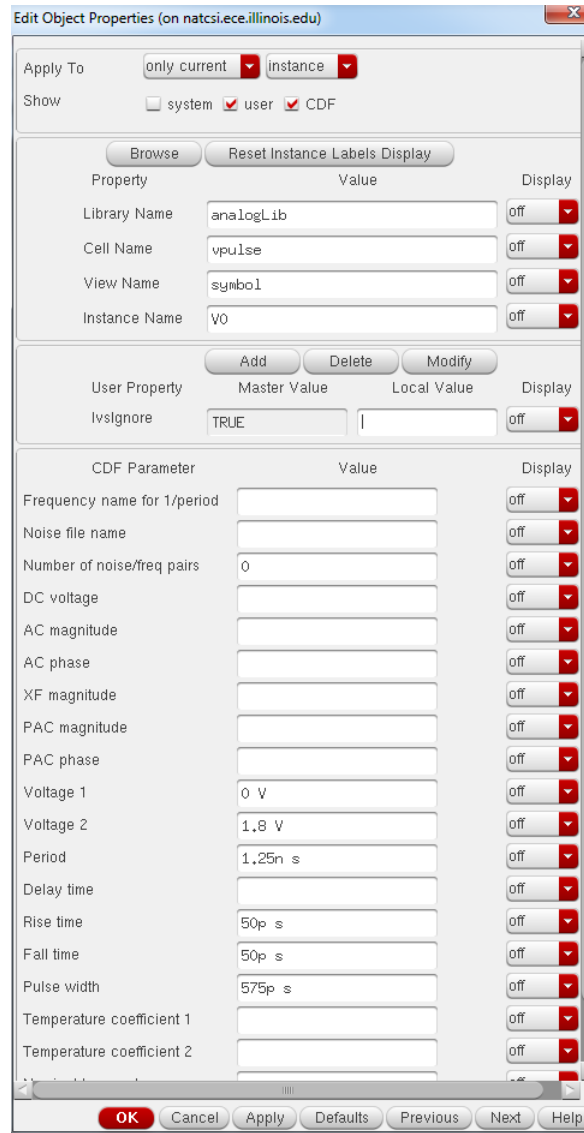 Edit Object Properties (on natcsi.ece.illinois.edu)
Apply To only current instance
Show system user CDF
Browse Reset Instance Labels Display
Property Value Display
Library Name analogLib off
Cell Name vpulse off
View Name symbol off
Instance Name V0 off
Add Delete Modify
User Property Master Value Local Value Display
lvsIgnore TRUE off
CDF Parameter Value Display
Frequency name for 1/period off
Noise file name off
Number of noise/freq pairs 0 off
DC voltage off
AC magnitude off
AC phase off
XF magnitude off
PAC magnitude off
PAC phase off
Voltage 1 0 V off
Voltage 2 1.8 V off
Period 1.25n s off
Delay time off
Rise time 50p s off
Fall time 50p s off
Pulse width 575p s off
Temperature coefficient 1 off
Temperature coefficient 2 off
OK Cancel Apply Defaults Previous Next Help